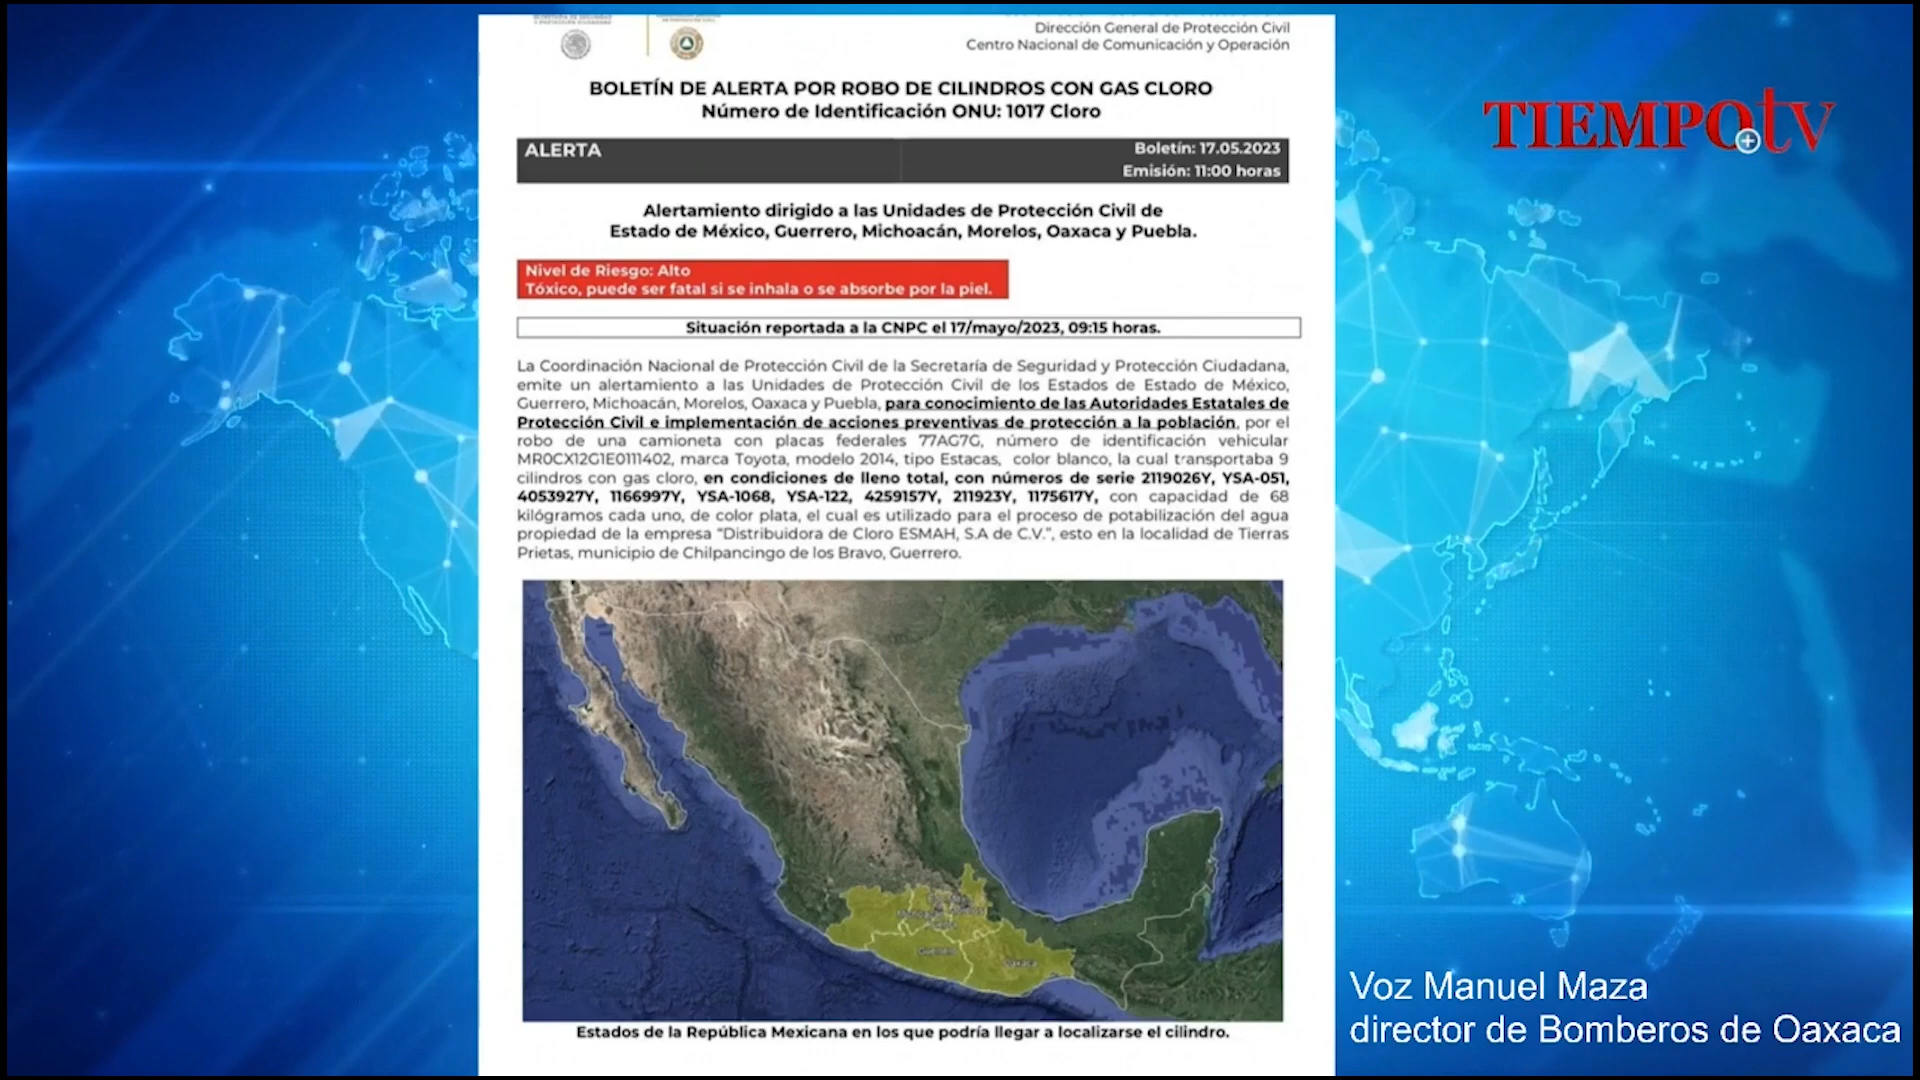 Dirección General de Protección Civil
Centro Nacional de Comunicación y Operación
BOLETÍN DE ALERTA POR ROBO DE CILINDROS CON GAS CLORO
Número de Identificación ONU: 1017 Cloro
ALERTA
Boletín: 17.05.2023
Emisión: 11:00 horas
TIEMPO tv
Alertamiento dirigido a las Unidades de Protección Civil de
Estado de México, Guerrero, Michoacán, Morelos, Oaxaca y Puebla.
Nivel de Riesgo: Alto
Tóxico, puede ser fatal si se inhala o se absorbe por la piel.
Situación reportada a la CNPC el 17/mayo/2023, 09:15 horas.
La Coordinación Nacional de Protección Civil de la Secretaría de Seguridad y Protección Ciudadana,
emite un alertamiento a las Unidades de Protección Civil de los Estados de Estado de México,
Guerrero, Michoacán, Morelos, Oaxaca y Puebla, para conocimiento de las Autoridades Estatales de
Protección Civil e implementación de acciones preventivas de protección a la población, por el
robo de una camioneta con placas federales 77AG7G, número de identificación vehicular
MR0CX12G1E0111402, marca Toyota, modelo 2014, tipo Estacas, color blanco, la cual transportaba 9
cilindros con gas cloro, en condiciones de lleno total, con números de serie 2119026Y, YSA-051,
4053927Y, 1166997Y, YSA-1068, YSA-122, 4259157Y, 211923Y, 1175617Y, con capacidad de 68
kilógramos cada uno, de color plata, el cual es utilizado para el proceso de potabilización del agua
propiedad de la empresa “Distribuidora de Cloro ESMAH, S.A de C.V.”, esto en la localidad de Tierras
Prietas, municipio de Chilpancingo de los Bravo, Guerrero.
Guerrero
Oaxaca
Estados de la República Mexicana en los que podría llegar a localizarse el cilindro.
Voz Manuel Maza
director de Bomberos de Oaxaca